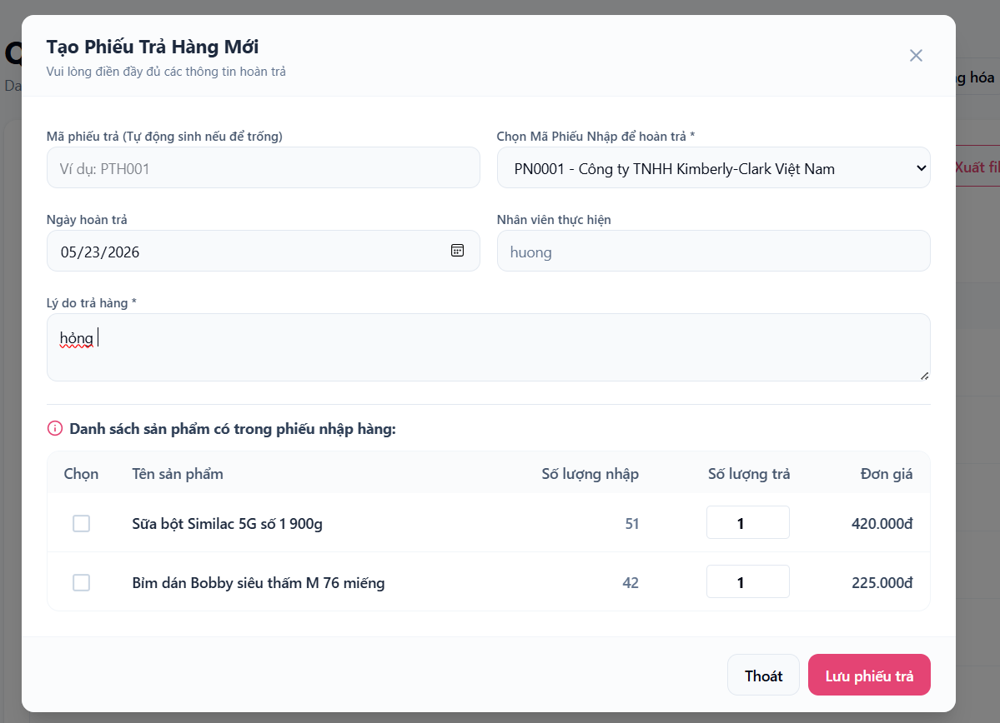 Tạo Phiếu Trả Hàng Mới
Vui lòng điền đầy đủ các thông tin hoàn trả
Mã phiếu trả (Tự động sinh nếu để trống)
Chọn Mã Phiếu Nhập để hoàn trả *
Ví dụ: PTH001
PN0001 - Công ty TNHH Kimberly-Clark Việt Nam
Ngày hoàn trả
Nhân viên thực hiện
05/23/2026
huong
Lý do trả hàng *
hỏng
Danh sách sản phẩm có trong phiếu nhập hàng:
Chọn Tên sản phẩm Số lượng nhập Số lượng trả Đơn giá
Sữa bột Similac 5G số 1 900g 51 1 420.000đ
Bỉm dán Bobby siêu thấm M 76 miếng 42 1 225.000đ
Thoát Lưu phiếu trả
hóa
Xuất